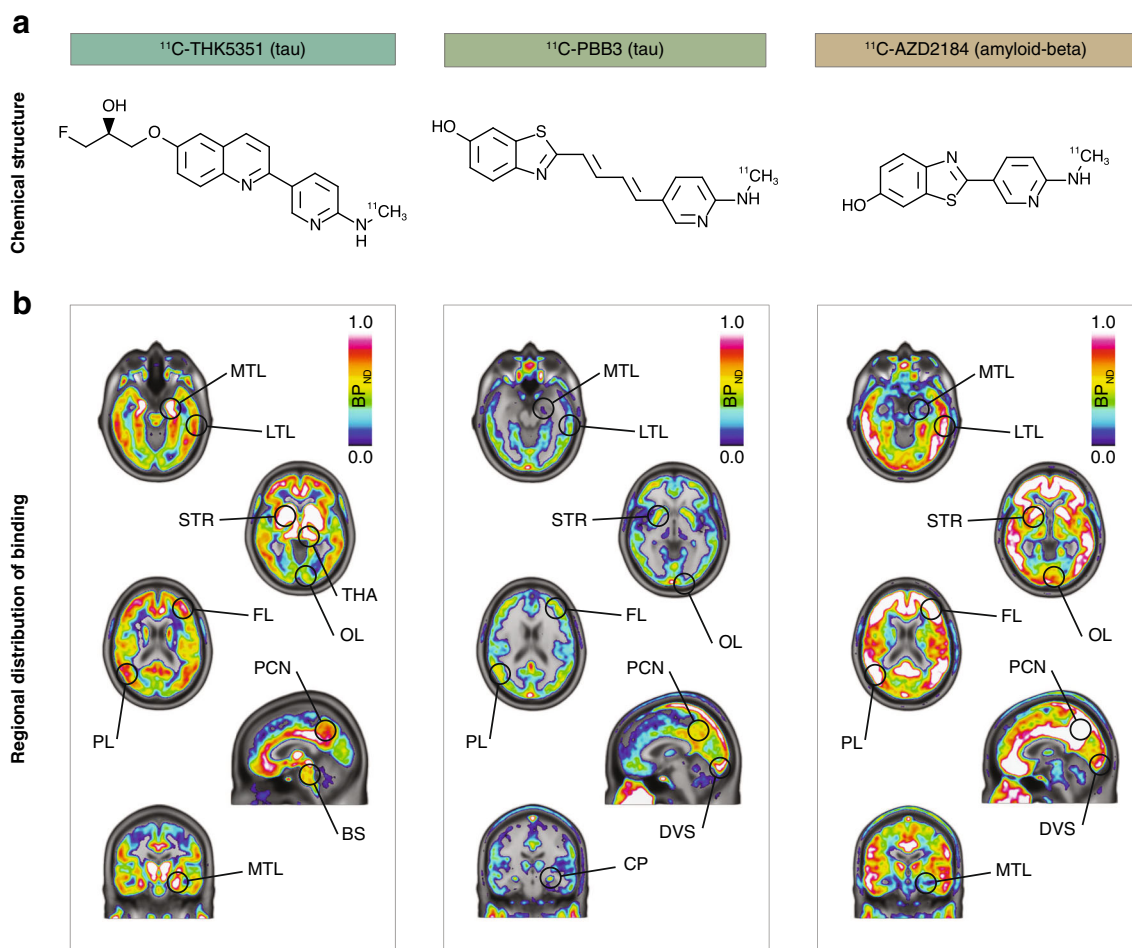 a
¹¹C-THK5351 (tau)
¹¹C-PBB3 (tau)
¹¹C-AZD2184 (amyloid-beta)
Chemical structure
OH
F
O
N
N
N
H
¹¹CH₃
HO
S
N
N
NH
¹¹CH₃
HO
N
S
N
NH
¹¹CH₃
b
Regional distribution of binding
1.0
BP_ND
0.0
MTL
LTL
STR
THA
FL
OL
PCN
PL
BS
MTL
1.0
BP_ND
0.0
MTL
LTL
STR
FL
OL
PCN
PL
DVS
CP
1.0
BP_ND
0.0
MTL
LTL
STR
FL
OL
PCN
PL
DVS
MTL